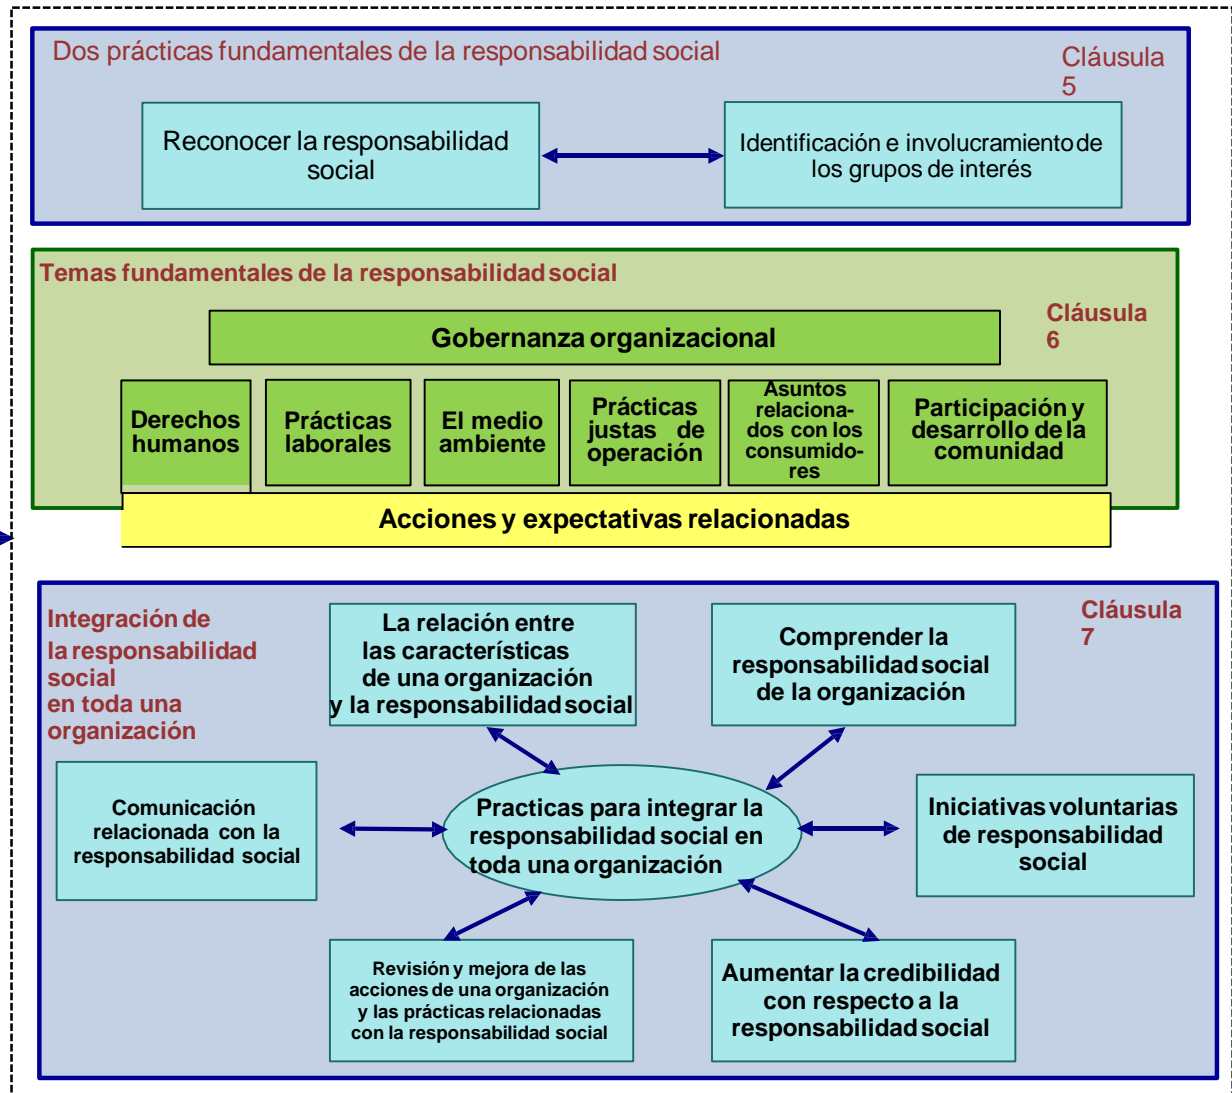 Dos prácticas fundamentales de la responsabilidad social
Cláusula
5
Reconocer la responsabilidad
social
Identificación e involucramiento de
los grupos de interés
Temas fundamentales de la responsabilidad social
Cláusula
6
Gobernanza organizacional
Derechos
humanos
Prácticas
laborales
El medio
ambiente
Prácticas
justas de
operación
Asuntos
relaciona-
dos con los
consumido-
res
Participación y
desarrollo de la
comunidad
Acciones y expectativas relacionadas
Integración de
la responsabilidad
social
en toda una
organización
Cláusula
7
La relación entre
las características
de una organización
y la responsabilidad social
Comprender la
responsabilidad social
de la organización
Comunicación
relacionada con la
responsabilidad social
Practicas para integrar la
responsabilidad social en
toda una organización
Iniciativas voluntarias
de responsabilidad
social
Revisión y mejora de las
acciones de una organización
y las prácticas relacionadas
con la responsabilidad social
Aumentar la credibilidad
con respecto a la
responsabilidad social